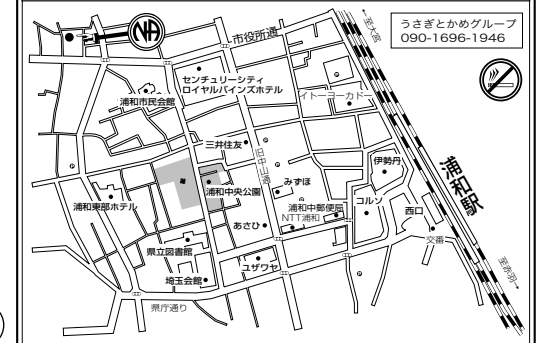 うさぎとかめグループ
090-1696-1946
至大宮
市役所通
NA
センチュリーシティ
ロイヤルパインズホテル
浦和市民会館
イトーヨーカドー
三井住友
旧中山道
伊勢丹
浦和駅
浦和中央公園
みずほ
浦和東部ホテル
浦和中郵便局
NTT浦和
コルソ
西口
あさひ
交番
県立図書館
ユザワヤ
至赤羽
埼玉会館
県庁通り